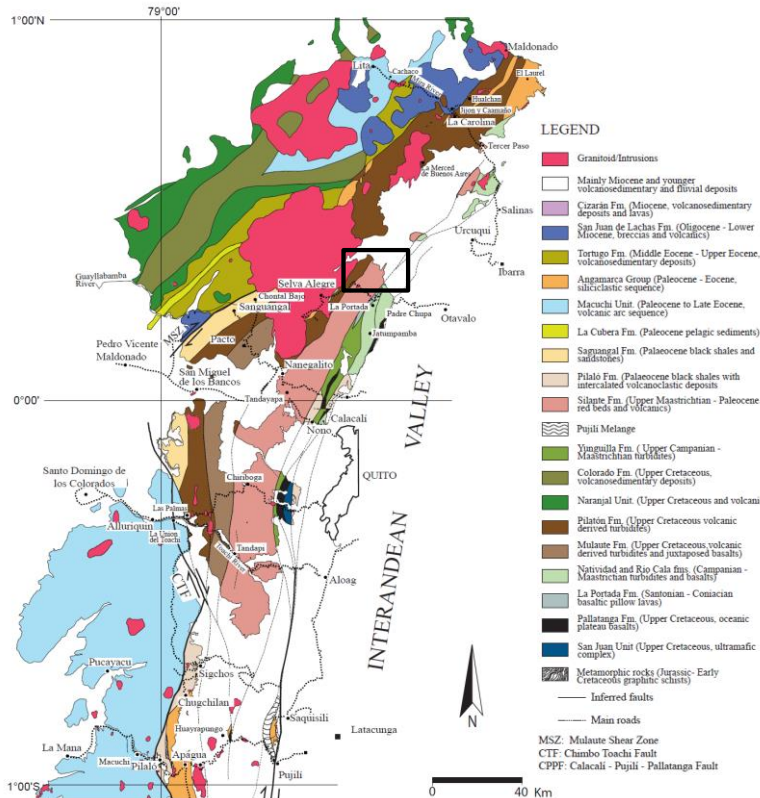 1°00'N
79°00'
Maldonado
Lita
Cachaco
Mira River
El Laurel
Hualchan
Jijon y Caamaño
La Carolina
Tercer Paso
La Merced
de Buenos Aires
Salinas
Urcuqui
Ibarra
Guayllabamba
River
Selva Alegre
Chontal Bajo
Sanguangal
La Portada
Padre Chupa
Otavalo
MSZ
Jatumpamba
Pacto
Pedro Vicente
Maldonado
Nanegalito
San Miguel
de los Bancos
Tandayapa
0°00'
Calacalí
Nono
VALLEY
QUITO
Chiriboga
Santo Domingo de
los Colorados
Las Palmas
Alluriquin
La Union
del Toachi
Tandapi
Toachi River
Aloag
CTF
INTERANDEAN
Pucayacu
Sigchos
Chugchilan
Saquisilí
Huayrapungo
Latacunga
La Mana
Macuchi
Apagua
Pilaló
Pujilí
1°00'S
N
0
40
Km
LEGEND
Granitoid/Intrusions
Mainly Miocene and younger
volcanosedimentary and fluvial deposits
Cizarán Fm. (Miocene, volcanosedimentary
deposits and lavas)
San Juan de Lachas Fm. (Oligocene - Lower
Miocene, breccias and volcanics)
Tortugo Fm. (Middle Eocene - Upper Eocene,
volcanosedimentary deposits)
Angamarca Group (Paleocene - Eocene,
siliciclastic sequence)
Macuchi Unit. (Paleocene to Late Eocene,
volcanic arc sequence)
La Cubera Fm. (Paleocene pelagic sediments)
Saguangal Fm. (Palaeocene black shales and
sandstones)
Pilaló Fm. (Palaeocene black shales with
intercalated volcanoclastic deposits
Silante Fm. (Upper Maastrichtian - Paleocene
red beds and volcanics)
Pujilí Melange
Yunguilla Fm. ( Upper Campanian -
Maastrichtian turbidites)
Colorado Fm. (Upper Cretaceous,
volcanosedimentary deposits)
Naranjal Unit. (Upper Cretaceous and volcani
Pilatón Fm. (Upper Cretaceous volcanic
derived turbidites)
Mulaute Fm. (Upper Cretaceous,volcanic
derived turbidites and juxtaposed basalts)
Natividad and Rio Cala fms. (Campanian -
Maastrichtian turbidites and basalts)
La Portada Fm. (Santonian - Coniacian
basaltic pillow lavas)
Pallatanga Fm. (Upper Cretaceous, oceanic
plateau basalts)
San Juan Unit (Upper Cretaceous, ultramafic
complex)
Metamorphic rocks (Jurassic- Early
Cretaceous graphitic schists)
Inferred faults
Main roads
MSZ: Mulaute Shear Zone
CTF: Chimbo Toachi Fault
CPPF: Calacalí - Pujilí - Pallatanga Fault